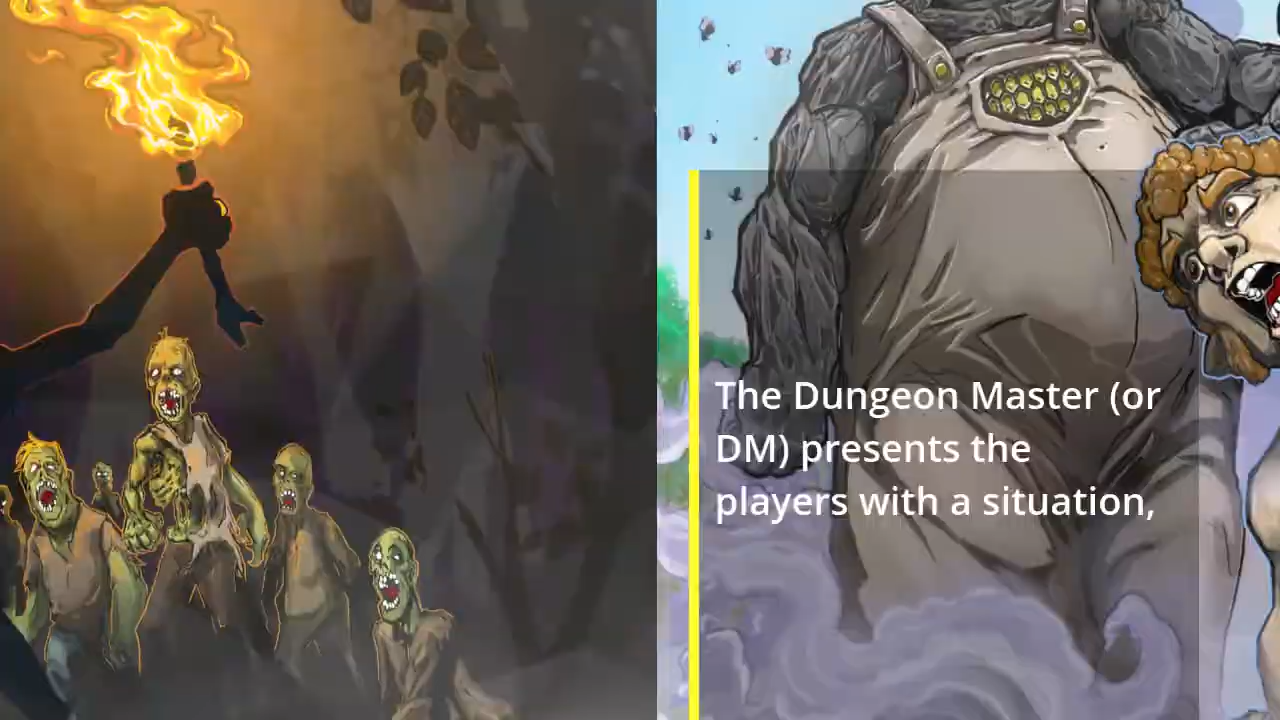 The Dungeon Master (or
DM) presents the
players with a situation,